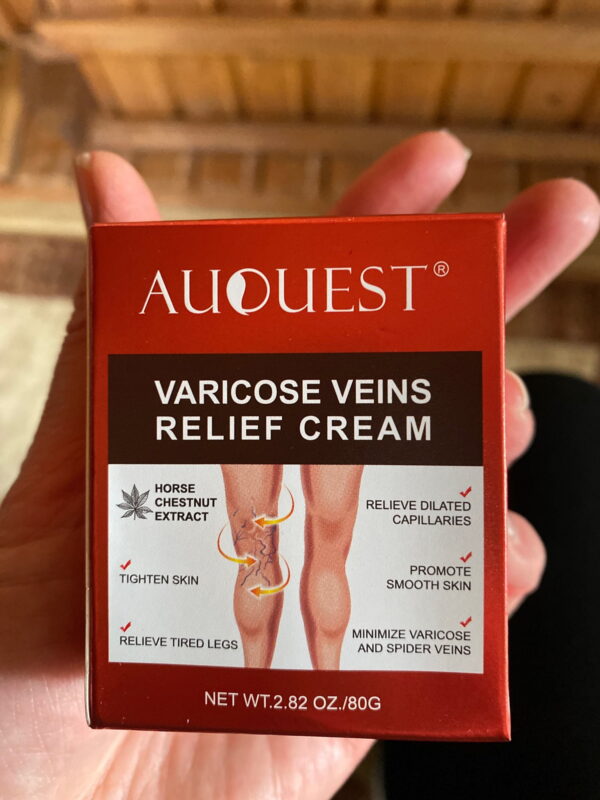 AUQUEST®
VARICOSE VEINS
RELIEF CREAM
HORSE
CHESTNUT
EXTRACT
TIGHTEN SKIN
RELIEVE TIRED LEGS
RELIEVE DILATED
CAPILLARIES
PROMOTE
SMOOTH SKIN
MINIMIZE VARICOSE
AND SPIDER VEINS
NET WT.2.82 OZ./80G